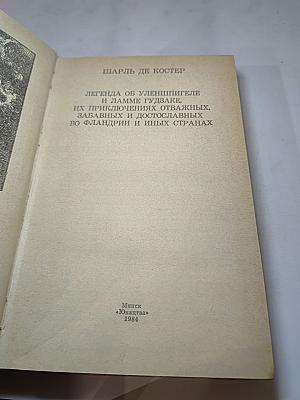 ШАРЛЬ ДЕ КОСТЕР
ЛЕГЕНДА ОБ УЛЕНШПИГЕЛЕ
И ЛАММЕ ГУДЗАКЕ,
ИХ ПРИКЛЮЧЕНИЯХ ОТВАЖНЫХ,
ЗАБАВНЫХ И ДОСТОСЛАВНЫХ
ВО ФЛАНДРИИ И ИНЫХ СТРАНАХ
Минск
«Юнацтва»
1984